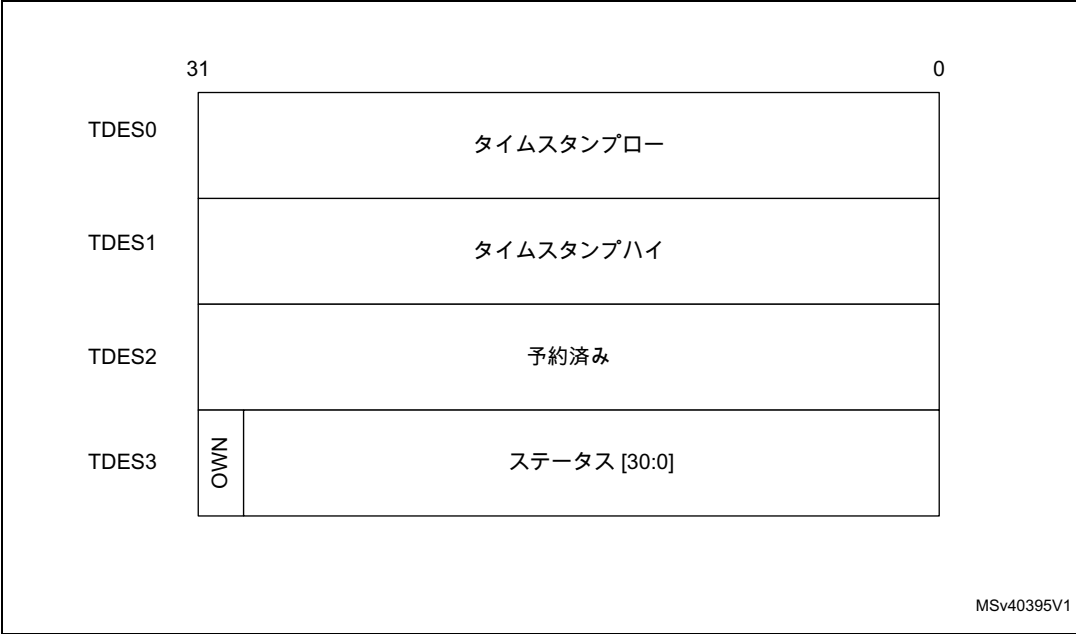 31 0
TDES0 タイムスタンプロー
TDES1 タイムスタンプハイ
TDES2 予約済み
TDES3 OWN ステータス [30:0]
MSv40395V1